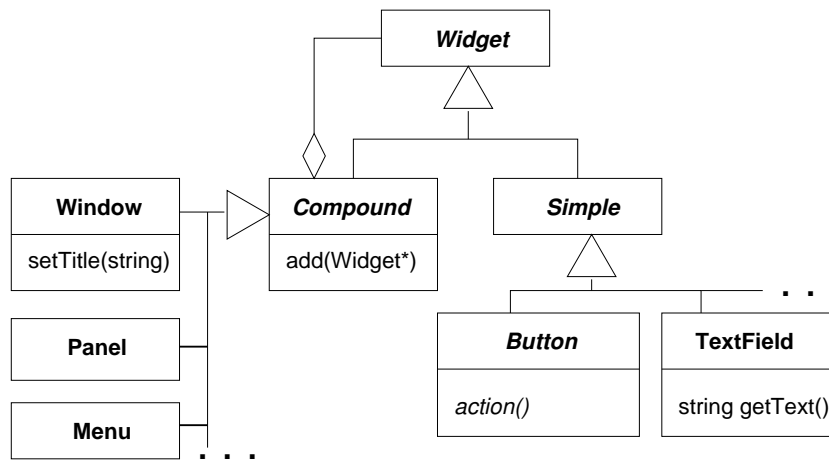 Widget
Window
Compound
Simple
setTitle(string)
add(Widget*)
. .
Panel
Button
TextField
action()
string getText()
Menu
. . .